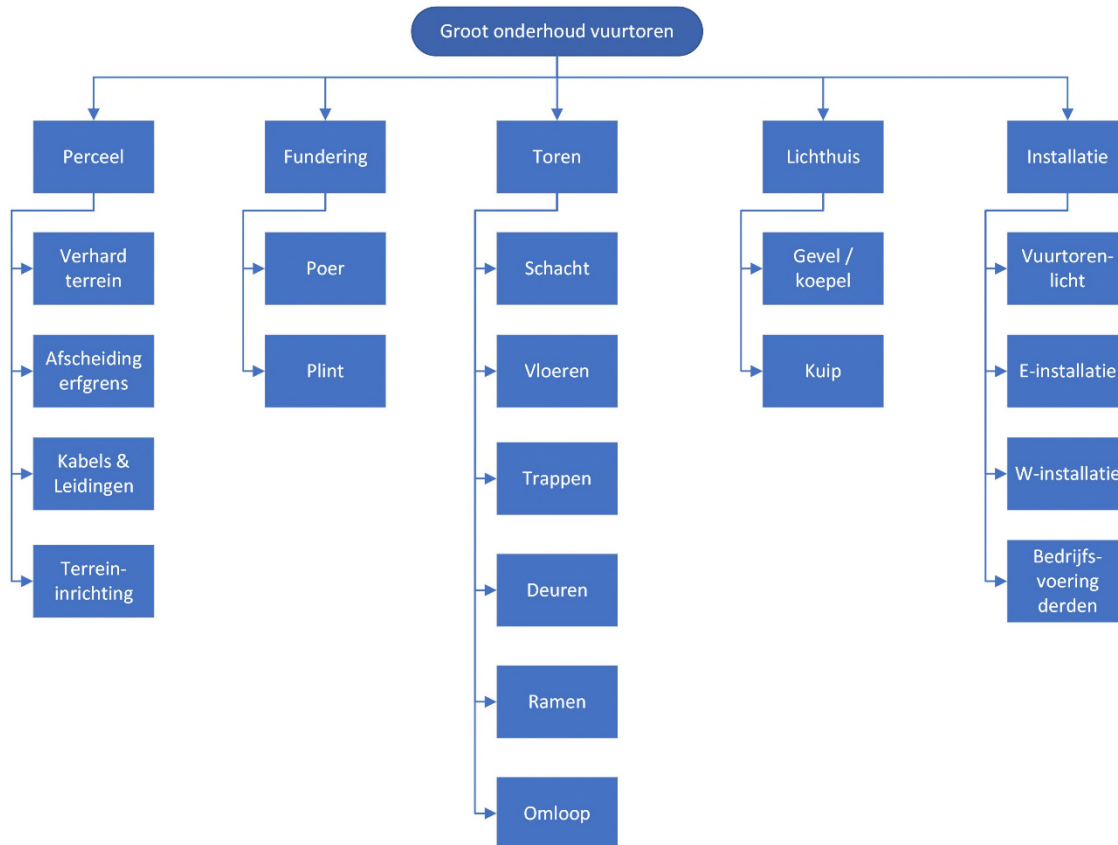 Groot onderhoud vuurtoren
Perceel
Fundering
Toren
Lichthuis
Installatie
Verhard
terrein
Afscheiding
erfgrens
Kabels &
Leidingen
Terrein-
inrichting
Poer
Plint
Schacht
Vloeren
Trappen
Deuren
Ramen
Omloop
Gevel /
koepel
Kuip
Vuurtoren-
licht
E-installatie
W-installatie
Bedrijfs-
voering
derden